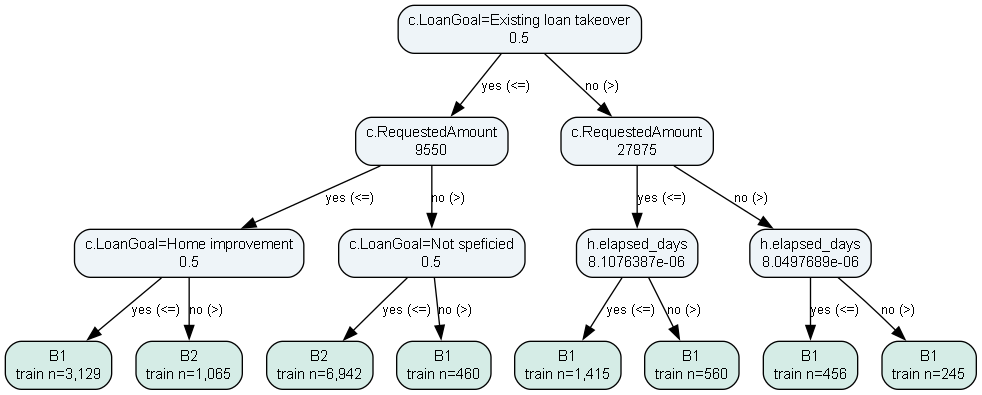 c.LoanGoal=Existing loan takeover
0.5
yes (<=)
no (>)
c.RequestedAmount
9550
c.RequestedAmount
27875
yes (<=)
no (>)
yes (<=)
no (>)
c.LoanGoal=Home improvement
0.5
c.LoanGoal=Not speficied
0.5
h.elapsed_days
8.1076387e-06
h.elapsed_days
8.0497689e-06
yes (<=)
no (>)
yes (<=)
no (>)
yes (<=)
no (>)
yes (<=)
no (>)
B1
train n=3,129
B2
train n=1,065
B2
train n=6,942
B1
train n=460
B1
train n=1,415
B1
train n=560
B1
train n=456
B1
train n=245